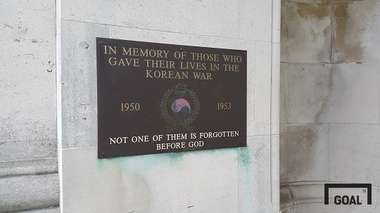 IN MEMORY OF THOSE WHO
GAVE THEIR LIVES IN THE
KOREAN WAR
1950 1953
NOT ONE OF THEM IS FORGOTTEN
BEFORE GOD
GOAL